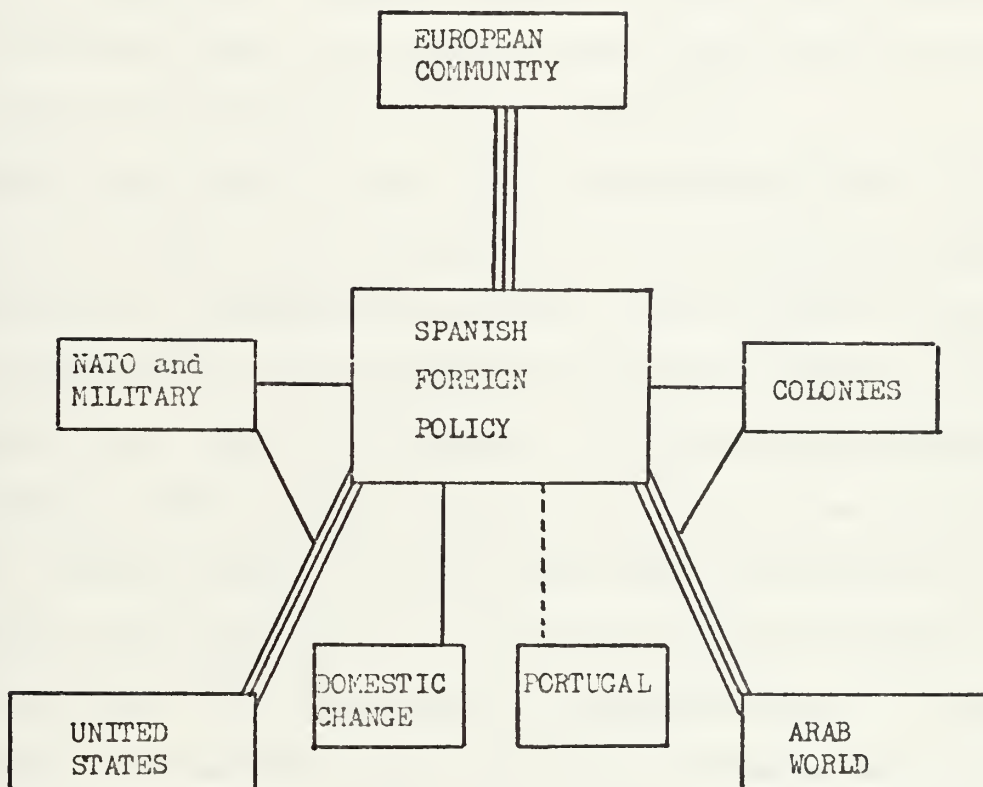 EUROPEAN
COMMUNITY
SPANISH
FOREIGN
POLICY
NATO and
MILITARY
COLONIES
DOMESTIC
CHANGE
PORTUGAL
UNITED
STATES
ARAB
WORLD